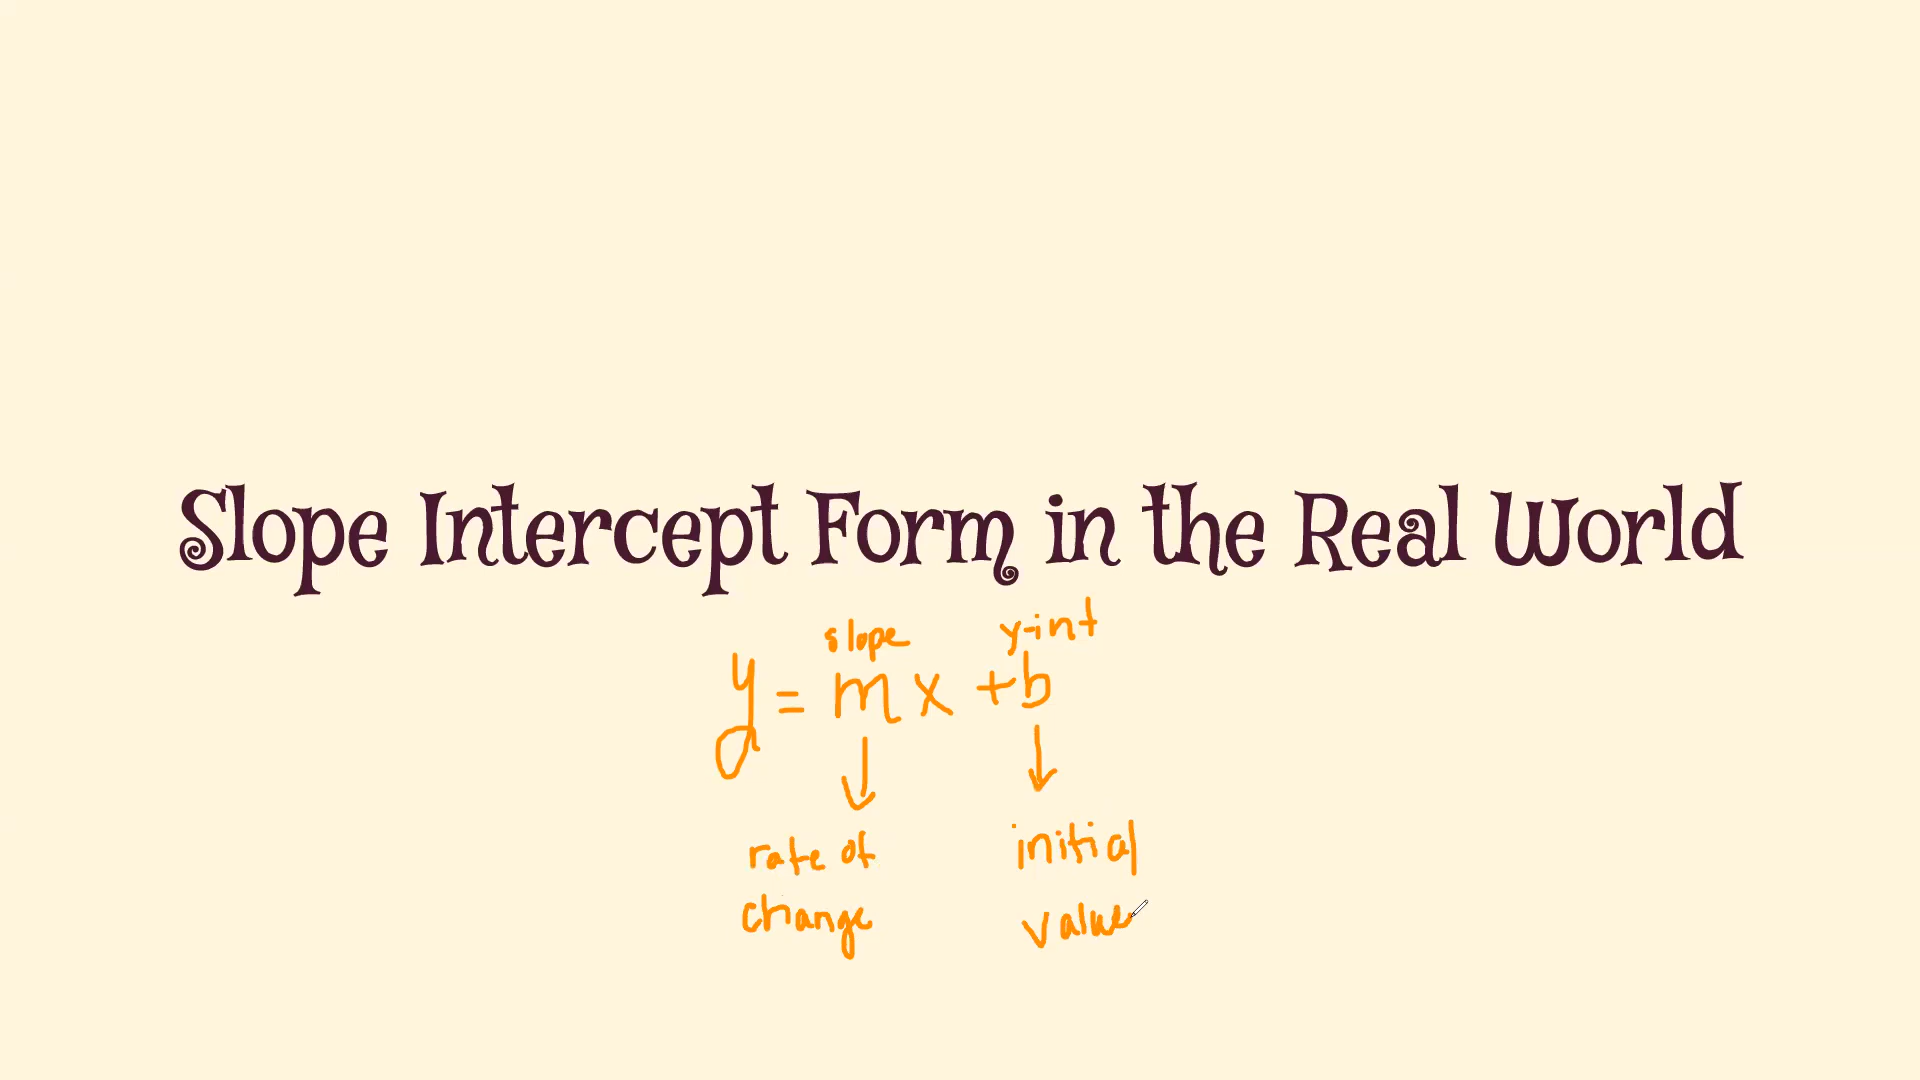 Slope Intercept Form in the Real World
slope y-int
y = mx + b
rate of initial
change value